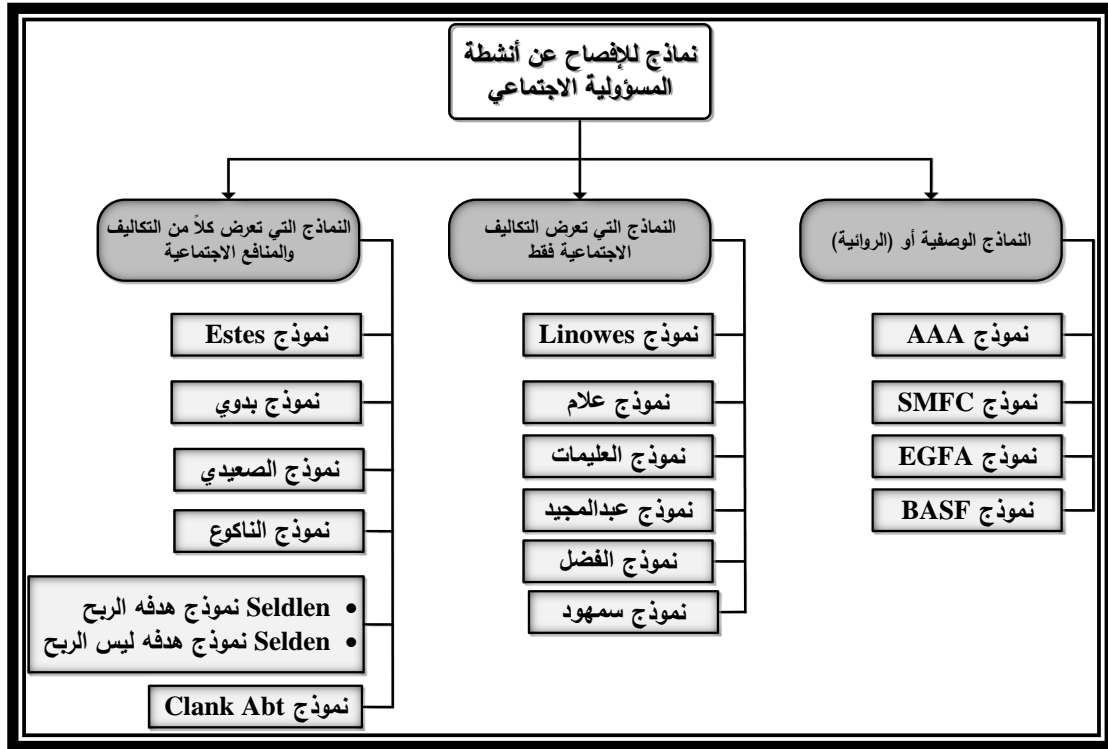 نماذج للإفصاح عن أنشطة
المسؤولية الاجتماعي
النماذج الوصفية أو (الروائية)
نموذج AAA
نموذج SMFC
نموذج EGFA
نموذج BASF
النماذج التي تعرض التكاليف
الاجتماعية فقط
نموذج Linowes
نموذج علام
نموذج العليمات
نموذج عبدالمجيد
نموذج الفضل
نموذج سمهود
النماذج التي تعرض كلاً من التكاليف
والمنافع الاجتماعية
نموذج Estes
نموذج بدوي
نموذج الصعيدي
نموذج الناكوع
• Seldlen نموذج هدفه الربح
• Selden نموذج هدفه ليس الربح
نموذج Clank Abt